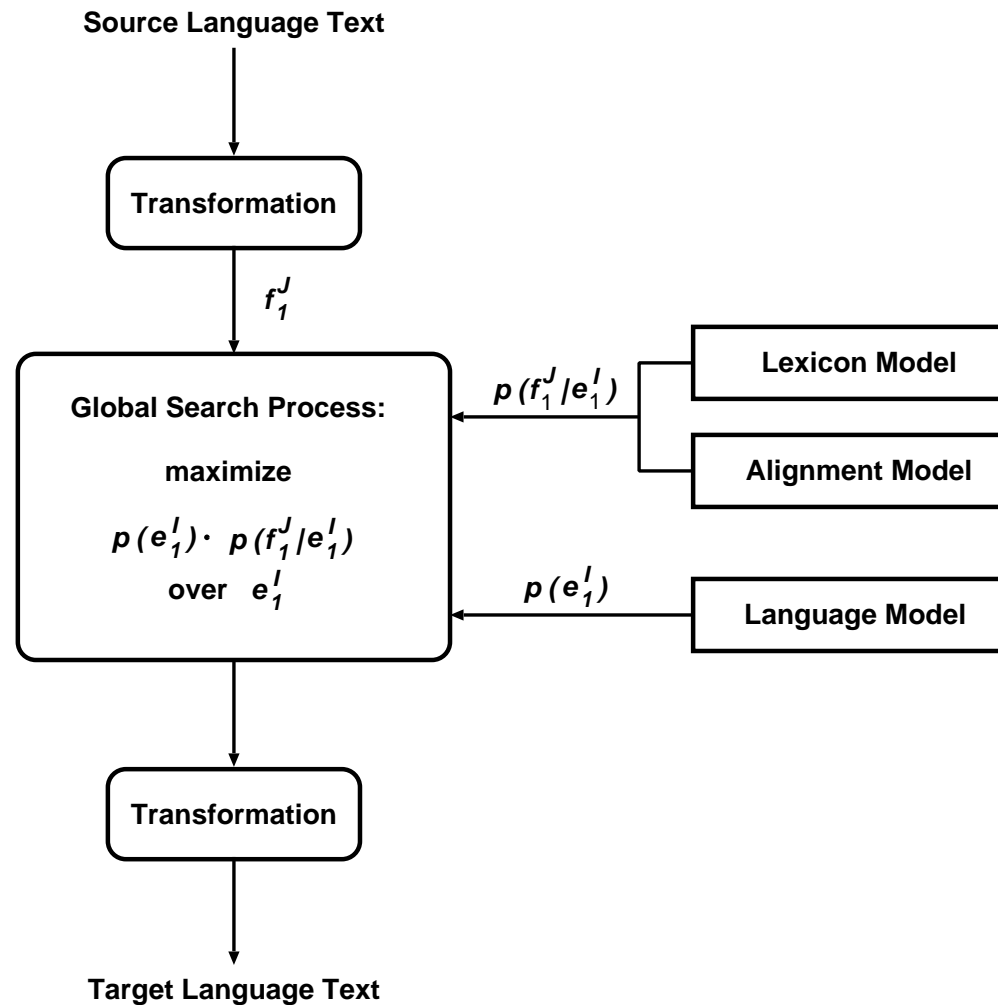 Source Language Text
Transformation
f_1^J
Global Search Process:
maximize
p(e_1^I) · p(f_1^J|e_1^I)
over e_1^I
p(f_1^J|e_1^I)
Lexicon Model
Alignment Model
p(e_1^I)
Language Model
Transformation
Target Language Text